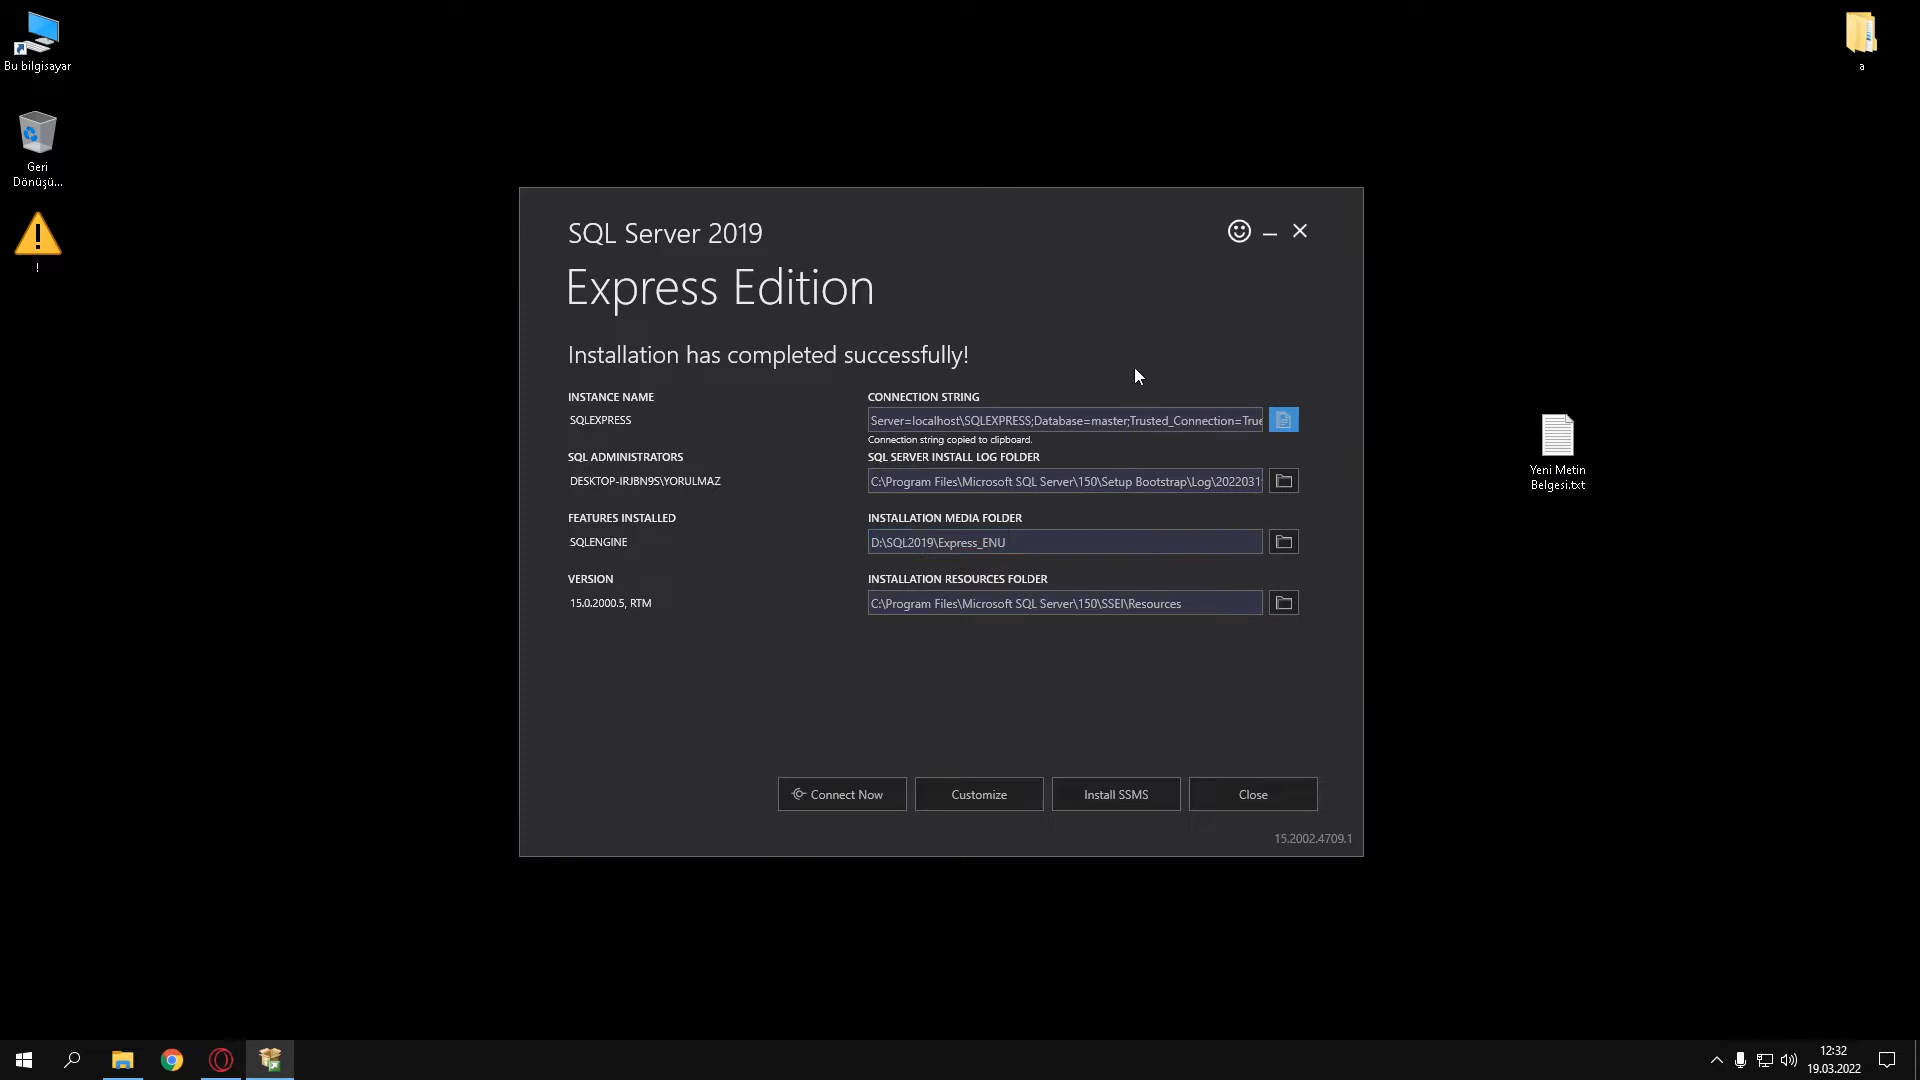 Bu bilgisayar
a
Geri
Dönüşü...
!
SQL Server 2019
Express Edition
Installation has completed successfully!
INSTANCE NAME
SQLEXPRESS
CONNECTION STRING
Server=localhost\SQLEXPRESS;Database=master;Trusted_Connection=True
Connection string copied to clipboard.
SQL ADMINISTRATORS
DESKTOP-IRJBN9S\YORULMAZ
SQL SERVER INSTALL LOG FOLDER
C:\Program Files\Microsoft SQL Server\150\Setup Bootstrap\Log\2022031
FEATURES INSTALLED
SQLENGINE
INSTALLATION MEDIA FOLDER
D:\SQL2019\Express_ENU
VERSION
15.0.2000.5, RTM
INSTALLATION RESOURCES FOLDER
C:\Program Files\Microsoft SQL Server\150\SSEI\Resources
Connect Now
Customize
Install SSMS
Close
15.2002.4709.1
Yeni Metin
Belgesi.txt
12:32
19.03.2022